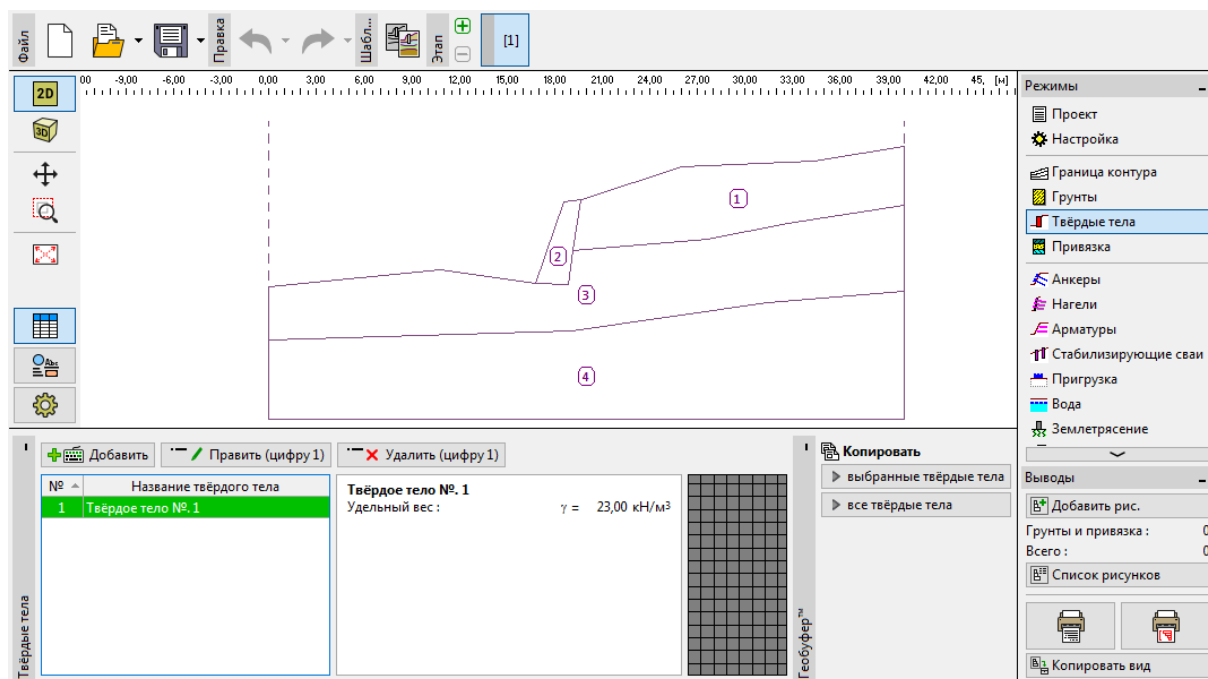 Файл
Правка
Шабл...
Этап
[1]
2D
3D
00 -9,00 -6,00 -3,00 0,00 3,00 6,00 9,00 12,00 15,00 18,00 21,00 24,00 27,00 30,00 33,00 36,00 39,00 42,00 45, [м]
1
2
3
4
Режимы
Проект
Настройка
Граница контура
Грунты
Твёрдые тела
Привязка
Анкеры
Нагели
Арматуры
Стабилизирующие сваи
Пригрузка
Вода
Землетрясение
Выводы
Добавить рис.
Грунты и привязка : 0
Всего : 0
Список рисунков
Копировать вид
Твёрдые тела
Добавить
Править (цифру 1)
Удалить (цифру 1)
№ Название твёрдого тела
1 Твёрдое тело №. 1
Твёрдое тело №. 1
Удельный вес : γ = 23,00 кН/м³
Геобуфер™
Копировать
выбранные твёрдые тела
все твёрдые тела